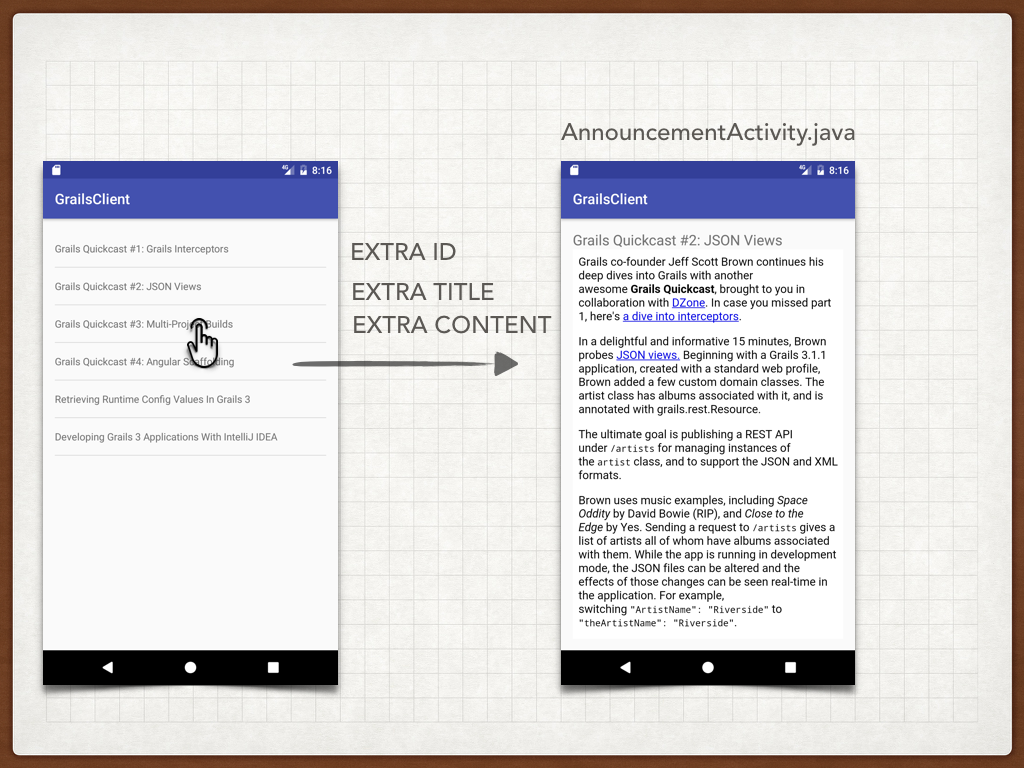 AnnouncementActivity.java
4G 8:16
GrailsClient
Grails Quickcast #1: Grails Interceptors
Grails Quickcast #2: JSON Views
Grails Quickcast #3: Multi-Project Builds
Grails Quickcast #4: Angular Scaffolding
Retrieving Runtime Config Values In Grails 3
Developing Grails 3 Applications With IntelliJ IDEA
EXTRA ID
EXTRA TITLE
EXTRA CONTENT
4G 8:16
GrailsClient
Grails Quickcast #2: JSON Views
Grails co-founder Jeff Scott Brown continues his
deep dives into Grails with another
awesome Grails Quickcast, brought to you in
collaboration with DZone. In case you missed part
1, here's a dive into interceptors.
In a delightful and informative 15 minutes, Brown
probes JSON views. Beginning with a Grails 3.1.1
application, created with a standard web profile,
Brown added a few custom domain classes. The
artist class has albums associated with it, and is
annotated with grails.rest.Resource.
The ultimate goal is publishing a REST API
under /artists for managing instances of
the artist class, and to support the JSON and XML
formats.
Brown uses music examples, including Space
Oddity by David Bowie (RIP), and Close to the
Edge by Yes. Sending a request to /artists gives a
list of artists all of whom have albums associated
with them. While the app is running in development
mode, the JSON files can be altered and the
effects of those changes can be seen real-time in
the application. For example,
switching "ArtistName": "Riverside" to
"theArtistName": "Riverside".